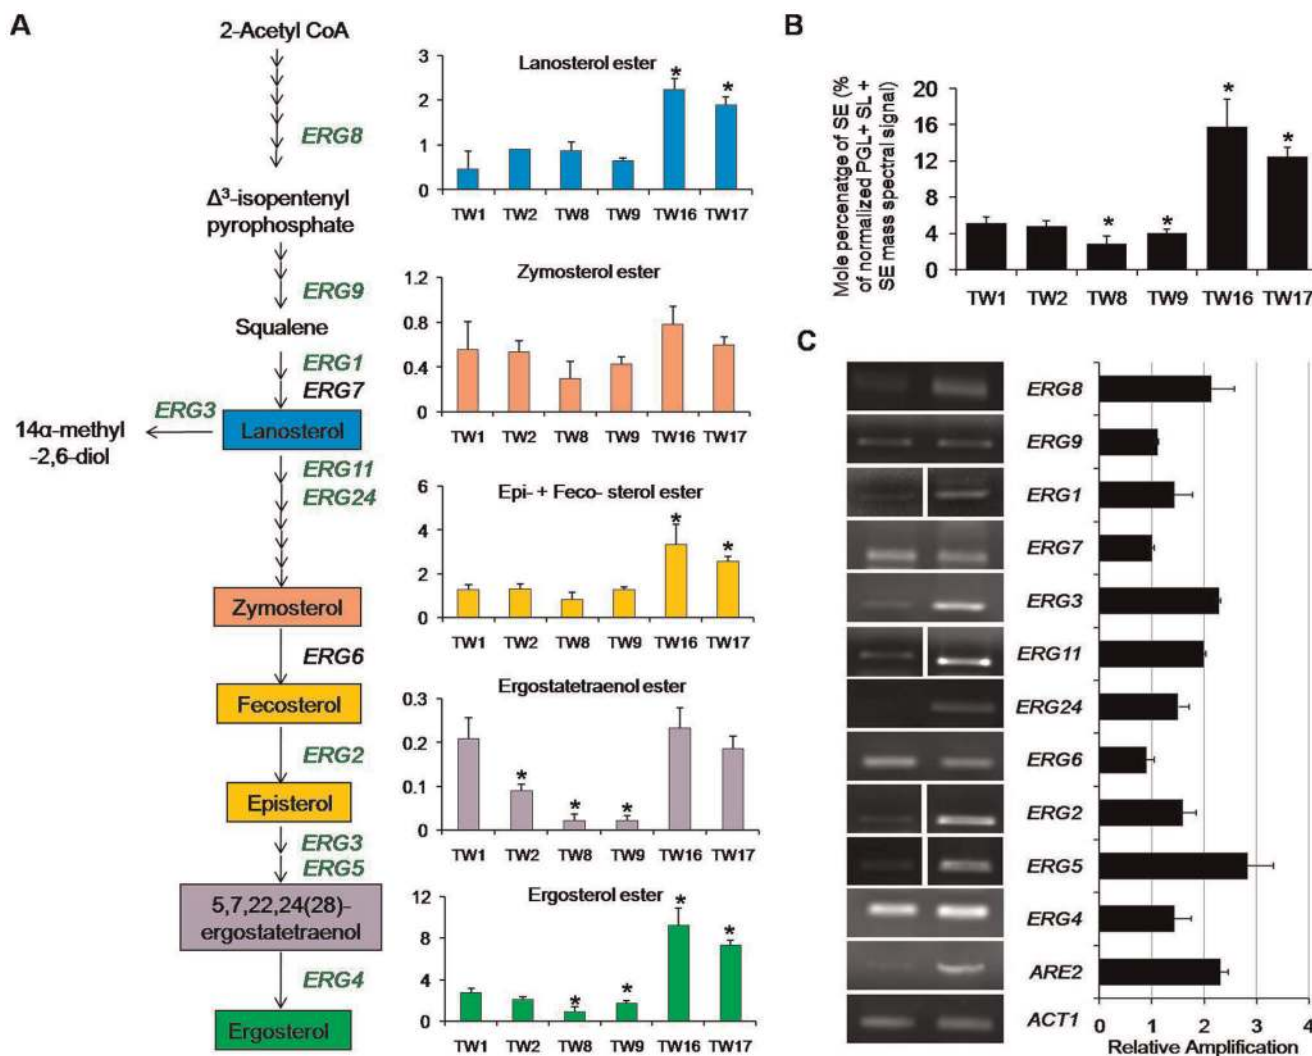 A
2-Acetyl CoA
ERG8
Δ3-isopentenyl
pyrophosphate
ERG9
Squalene
ERG1
ERG7
ERG3
14α-methyl
-2,6-diol
Lanosterol
ERG11
ERG24
Zymosterol
ERG6
Fecosterol
ERG2
Episterol
ERG3
ERG5
5,7,22,24(28)-
ergostatetraenol
ERG4
Ergosterol
Lanosterol ester
3
2
1
0
* *
TW1 TW2 TW8 TW9 TW16 TW17
Zymosterol ester
1.2
0.8
0.4
0
TW1 TW2 TW8 TW9 TW16 TW17
Epi- + Feco- sterol ester
6
4
2
0
* *
TW1 TW2 TW8 TW9 TW16 TW17
Ergostatetraenol ester
0.3
0.2
0.1
0
* * *
TW1 TW2 TW8 TW9 TW16 TW17
Ergosterol ester
12
8
4
0
* * * *
TW1 TW2 TW8 TW9 TW16 TW17
B
Mole percenatge of SE (%
of normalized PGL+ SL +
SE mass spectral signal)
20
16
12
8
4
0
* * * *
TW1 TW2 TW8 TW9 TW16 TW17
C
ERG8
ERG9
ERG1
ERG7
ERG3
ERG11
ERG24
ERG6
ERG2
ERG5
ERG4
ARE2
ACT1
0 1 2 3 4
Relative Amplification